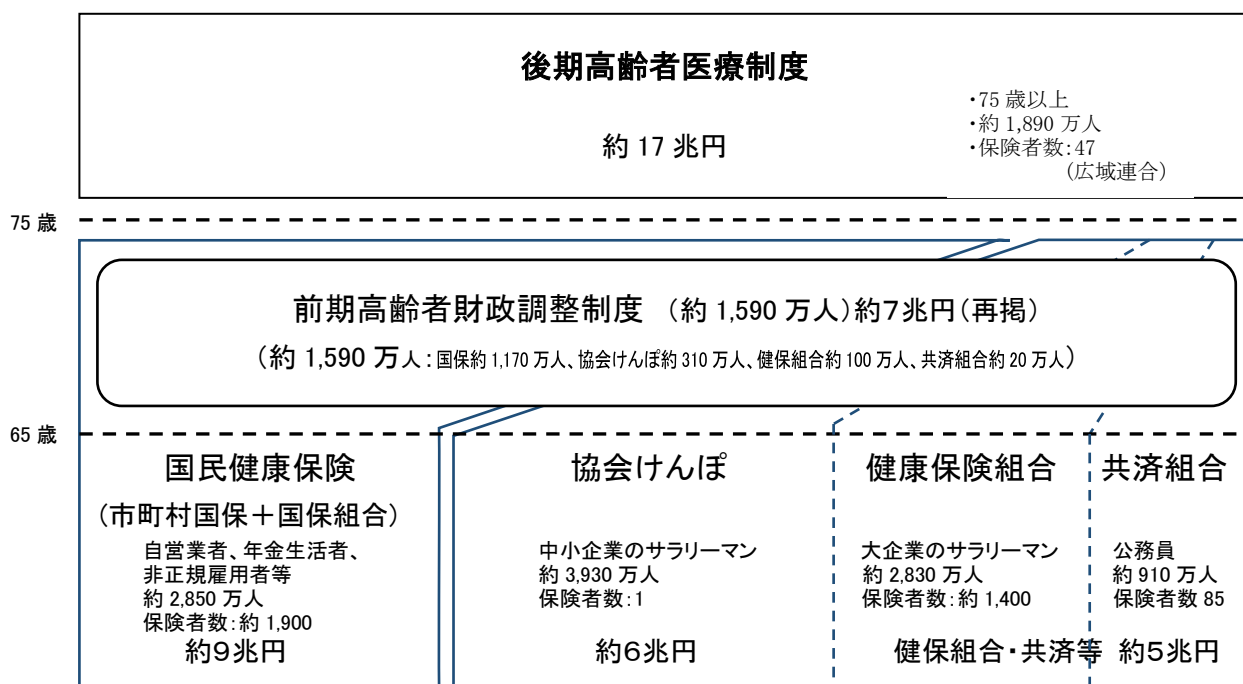 後期高齢者医療制度
約 17 兆円
・75 歳以上
・約 1,890 万人
・保険者数：47
（広域連合）
75 歳
前期高齢者財政調整制度 （約 1,590 万人）約７兆円（再掲）
（約 1,590 万人：国保約 1,170 万人、協会けんぽ約 310 万人、健保組合約 100 万人、共済組合約 20 万人）
65 歳
国民健康保険
（市町村国保＋国保組合）
自営業者、年金生活者、
非正規雇用者等
約 2,850 万人
保険者数：約 1,900
約９兆円
協会けんぽ
中小企業のサラリーマン
約 3,930 万人
保険者数：1
約６兆円
健康保険組合
大企業のサラリーマン
約 2,830 万人
保険者数：約 1,400
共済組合
公務員
約 910 万人
保険者数 85
健保組合・共済等 約５兆円